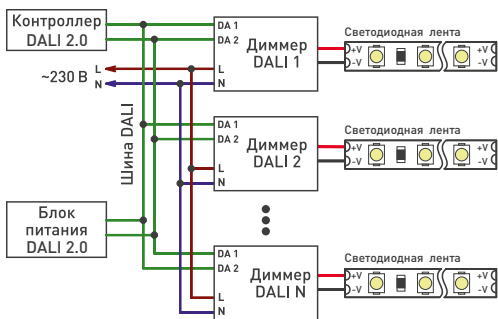 Контроллер
DALI 2.0
~230 В
L
N
Шина DALI
Блок
питания
DALI 2.0
DA 1
DA 2
L
N
Диммер
DALI 1
Светодиодная лента
+V
-V
+V
-V
DA 1
DA 2
L
N
Диммер
DALI 2
Светодиодная лента
+V
-V
+V
-V
DA 1
DA 2
L
N
Диммер
DALI N
Светодиодная лента
+V
-V
+V
-V